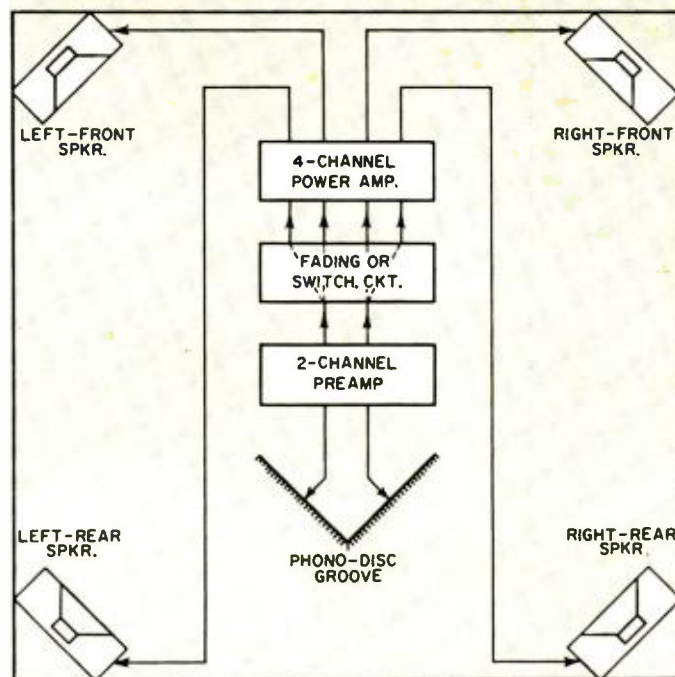 LEFT-FRONT
SPKR.
RIGHT-FRONT
SPKR.
4-CHANNEL
POWER AMP.
FADING OR
SWITCH. CKT.
2-CHANNEL
PREAMP
LEFT-REAR
SPKR.
PHONO-DISC
GROOVE
RIGHT-REAR
SPKR.